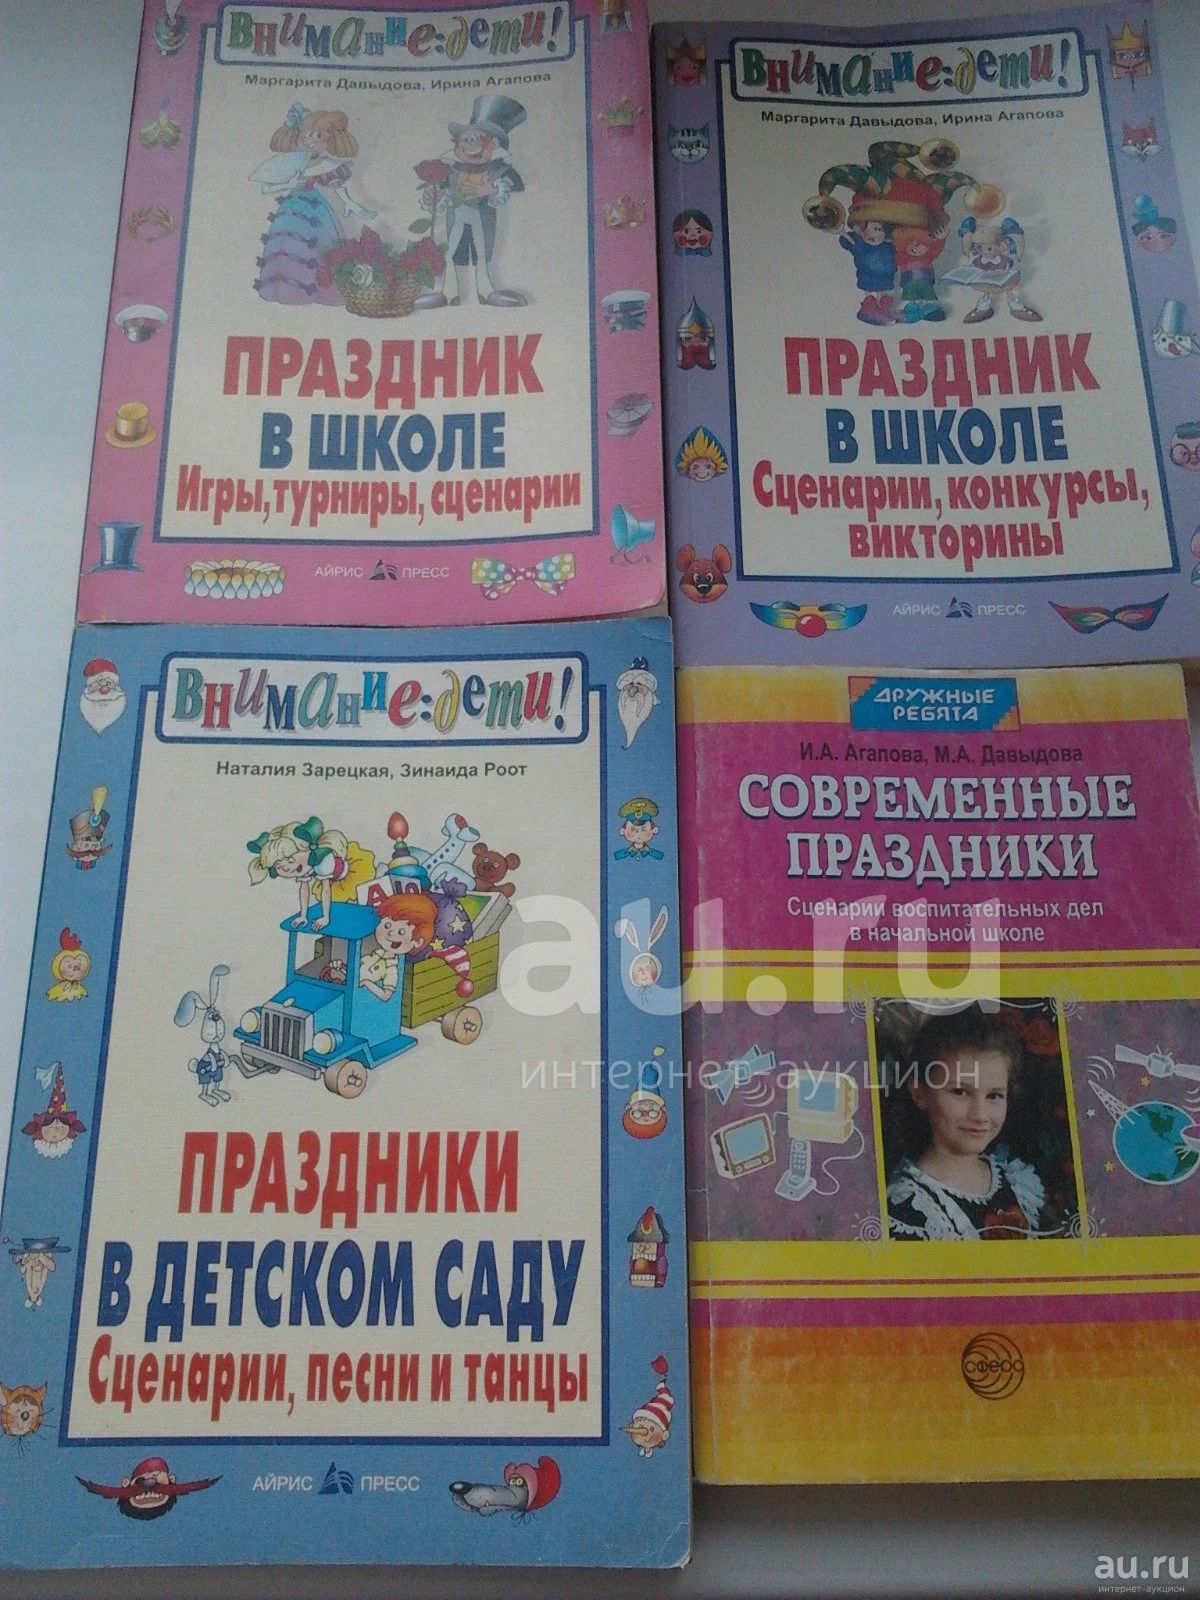 Внимание: дети!
Маргарита Давыдова, Ирина Агапова
ПРАЗДНИК
В ШКОЛЕ
Игры, турниры, сценарии
АЙРИС ПРЕСС
Внимание: дети!
Маргарита Давыдова, Ирина Агапова
ПРАЗДНИК
В ШКОЛЕ
Сценарии, конкурсы,
викторины
АЙРИС ПРЕСС
Внимание: дети!
Наталия Зарецкая, Зинаида Роот
ПРАЗДНИКИ
В ДЕТСКОМ САДУ
Сценарии, песни и танцы
АЙРИС ПРЕСС
ДРУЖНЫЕ
РЕБЯТА
И.А. Агапова, М.А. Давыдова
СОВРЕМЕННЫЕ
ПРАЗДНИКИ
Сценарии воспитательных дел
в начальной школе
сфера
au.ru
интернет-аукцион
au.ru
интернет-аукцион